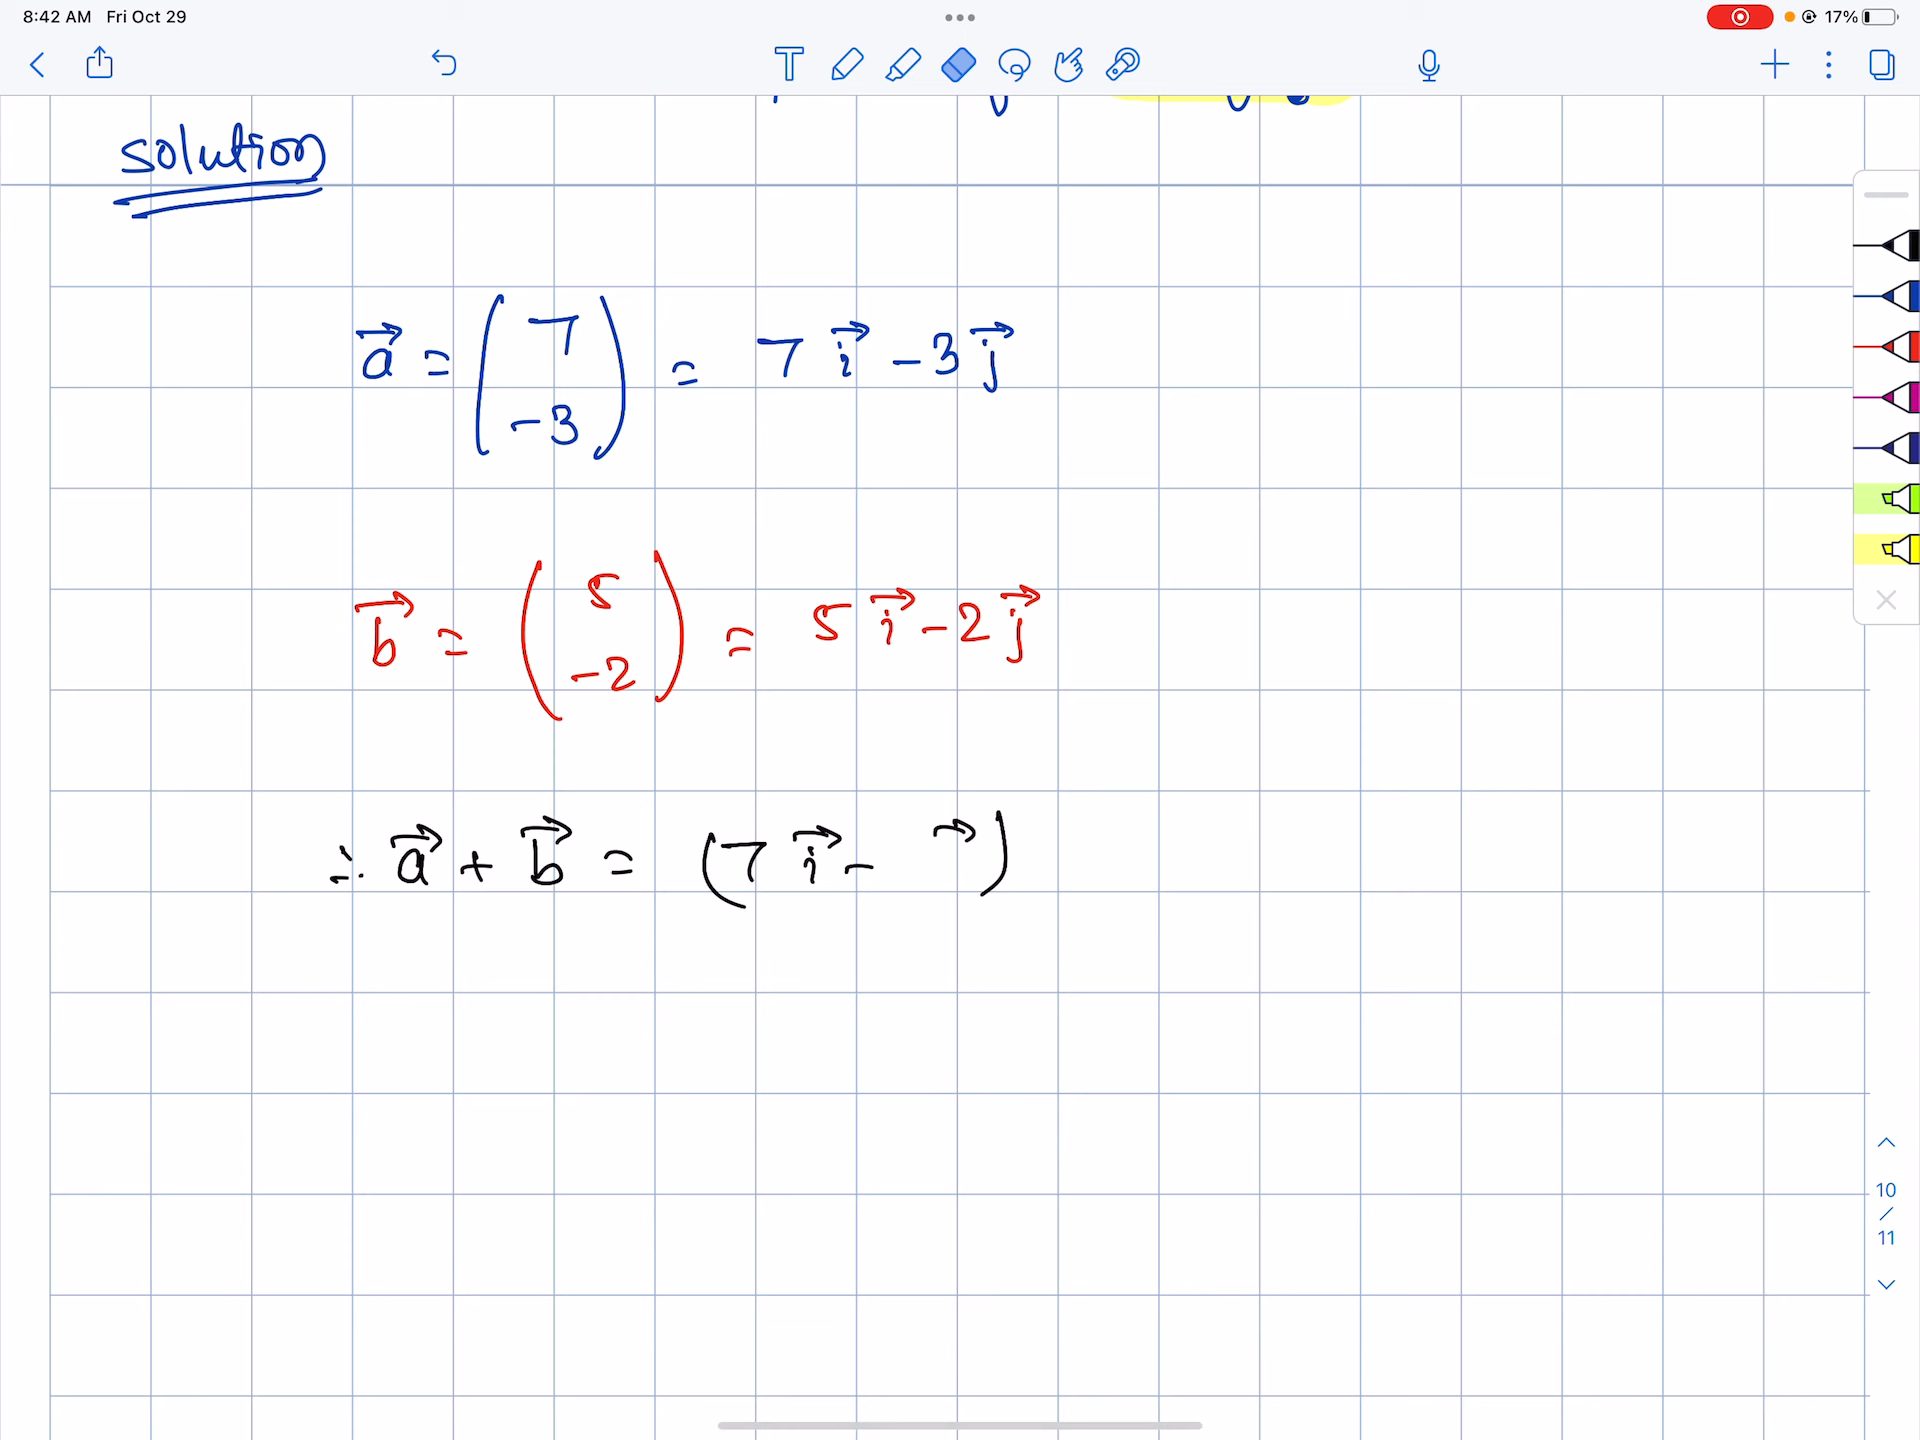 8:42 AM Fri Oct 29
17%
T
solution
a⃗ = (7 -3) = 7 i⃗ - 3 j⃗
b⃗ = (5 -2) = 5 i⃗ - 2 j⃗
∴ a⃗ + b⃗ = (7 i⃗ - ⃗)
10
/
11